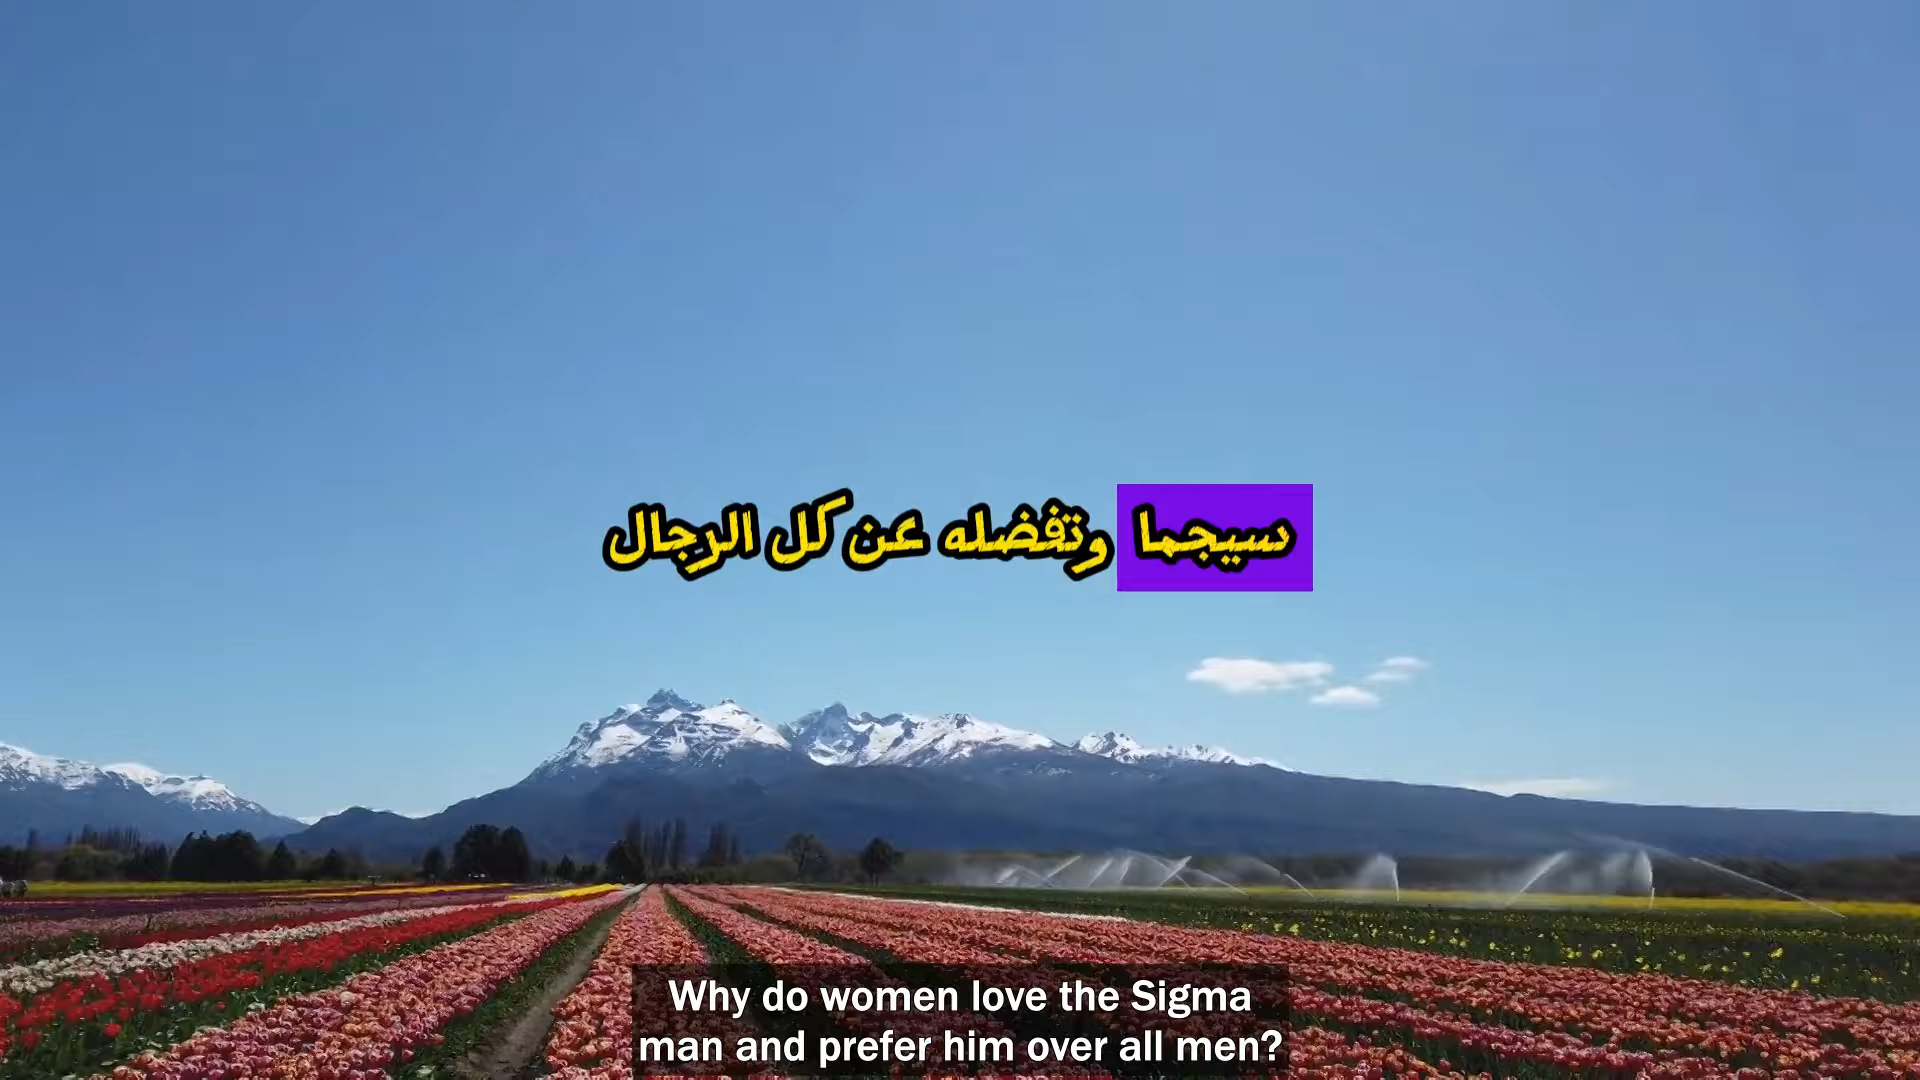 سيجما وتفضله عن كل الرجال
Why do women love the Sigma
man and prefer him over all men?